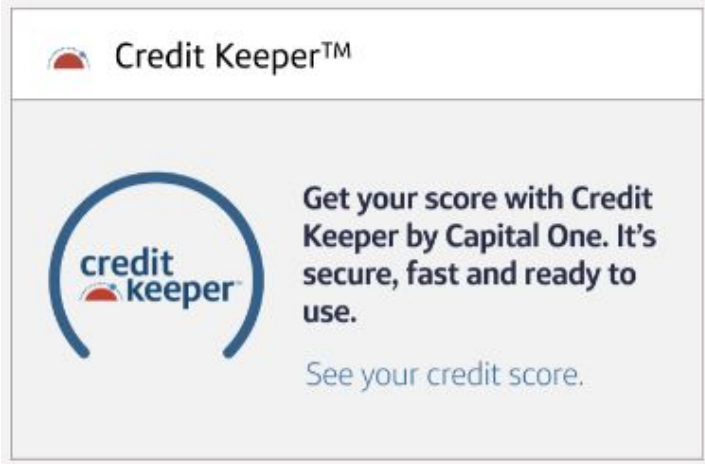 Credit Keeper™
credit
keeper
Get your score with Credit
Keeper by Capital One. It's
secure, fast and ready to
use.
See your credit score.